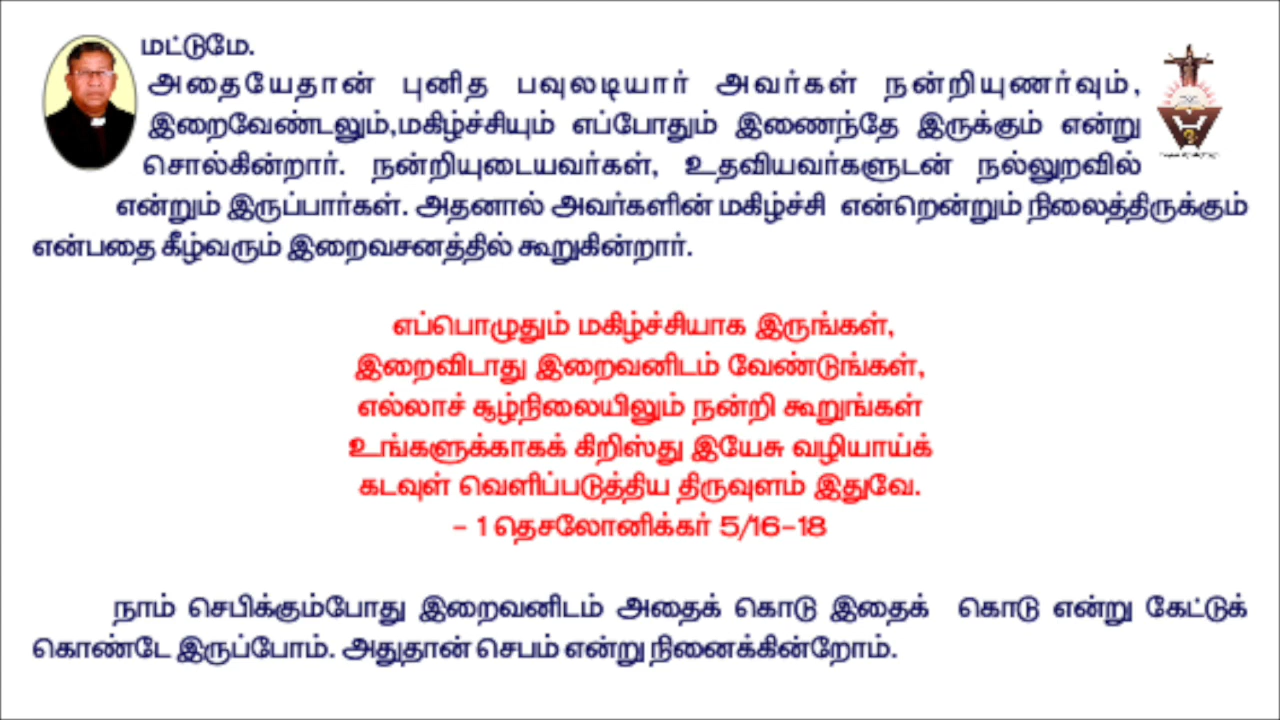 மட்டுமே.
அதையேதான் புனித பவுலடியார் அவர்கள் நன்றியுணர்வும்,
இறைவேண்டலும்,மகிழ்ச்சியும் எப்போதும் இணைந்தே இருக்கும் என்று
சொல்கின்றார். நன்றியுடையவர்கள், உதவியவர்களுடன் நல்லுறவில்
என்றும் இருப்பார்கள். அதனால் அவர்களின் மகிழ்ச்சி என்றென்றும் நிலைத்திருக்கும்
என்பதை கீழ்வரும் இறைவசனத்தில் கூறுகின்றார்.
எப்பொழுதும் மகிழ்ச்சியாக இருங்கள்,
இறைவிடாது இறைவனிடம் வேண்டுங்கள்,
எல்லாச் சூழ்நிலையிலும் நன்றி கூறுங்கள்
உங்களுக்காகக் கிறிஸ்து இயேசு வழியாய்க்
கடவுள் வெளிப்படுத்திய திருவுளம் இதுவே.
- 1 தெசலோனிக்கர் 5/16-18
நாம் செபிக்கும்போது இறைவனிடம் அதைக் கொடு இதைக் கொடு என்று கேட்டுக்
கொண்டே இருப்போம். அதுதான் செபம் என்று நினைக்கின்றோம்.